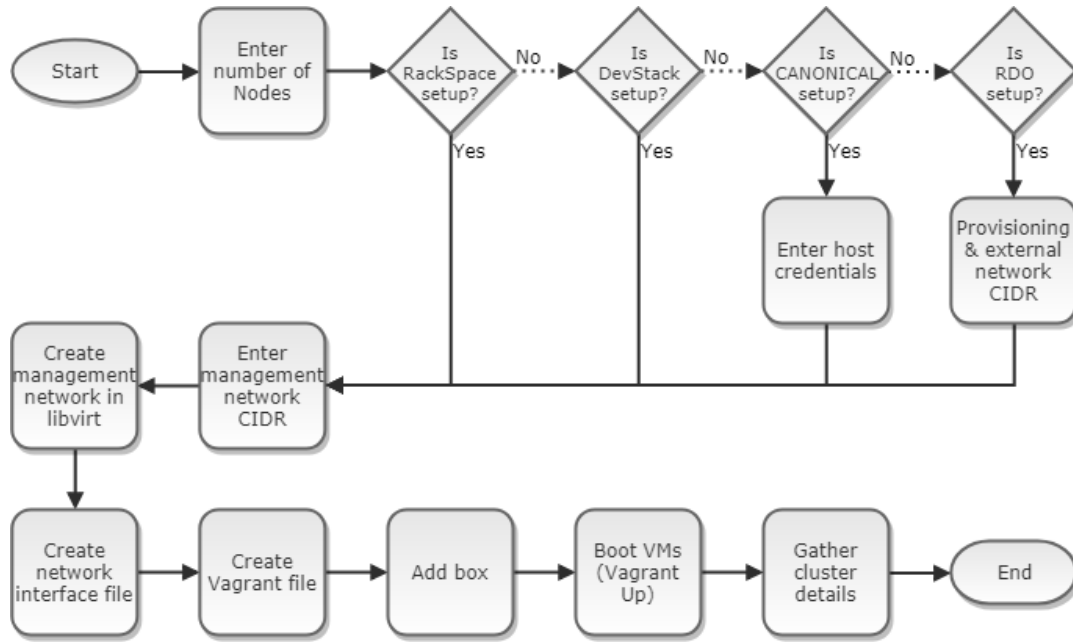 Start
Enter
number of
Nodes
Is
RackSpace
setup?
No
Is
DevStack
setup?
No
Is
CANONICAL
setup?
No
Is
RDO
setup?
Yes
Yes
Yes
Yes
Enter host
credentials
Provisioning
& external
network
CIDR
Create
management
network in
libvirt
Enter
management
network
CIDR
Create
network
interface file
Create
Vagrant file
Add box
Boot VMs
(Vagrant
Up)
Gather
cluster
details
End